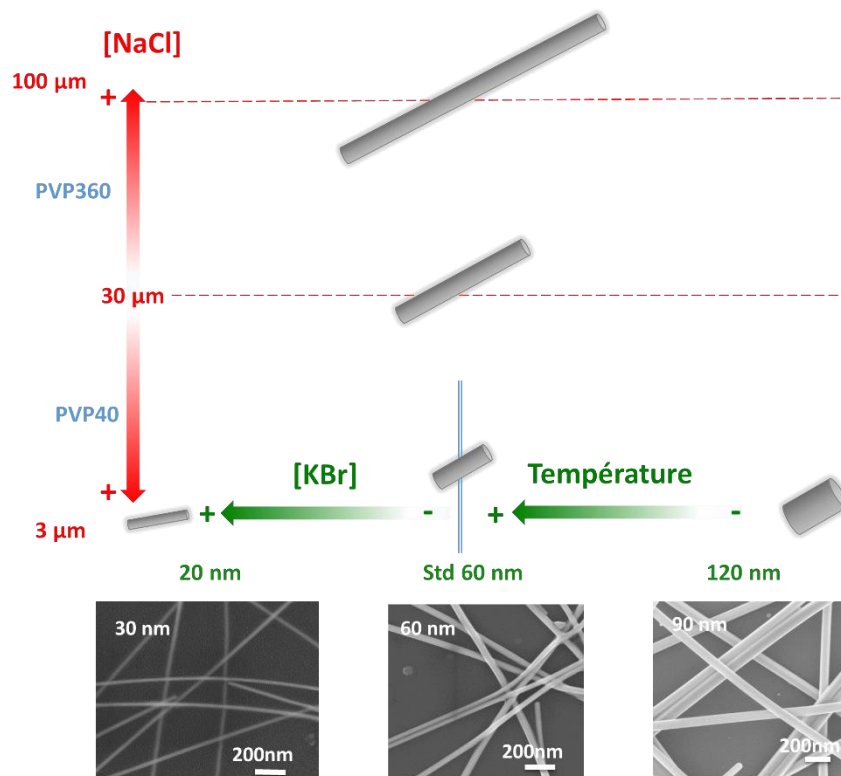 [NaCl]
100 µm
+
PVP360
30 µm
PVP40
[KBr]
Température
+
+
-
+
-
3 µm
20 nm
Std 60 nm
120 nm
30 nm
60 nm
90 nm
200nm
200nm
200nm